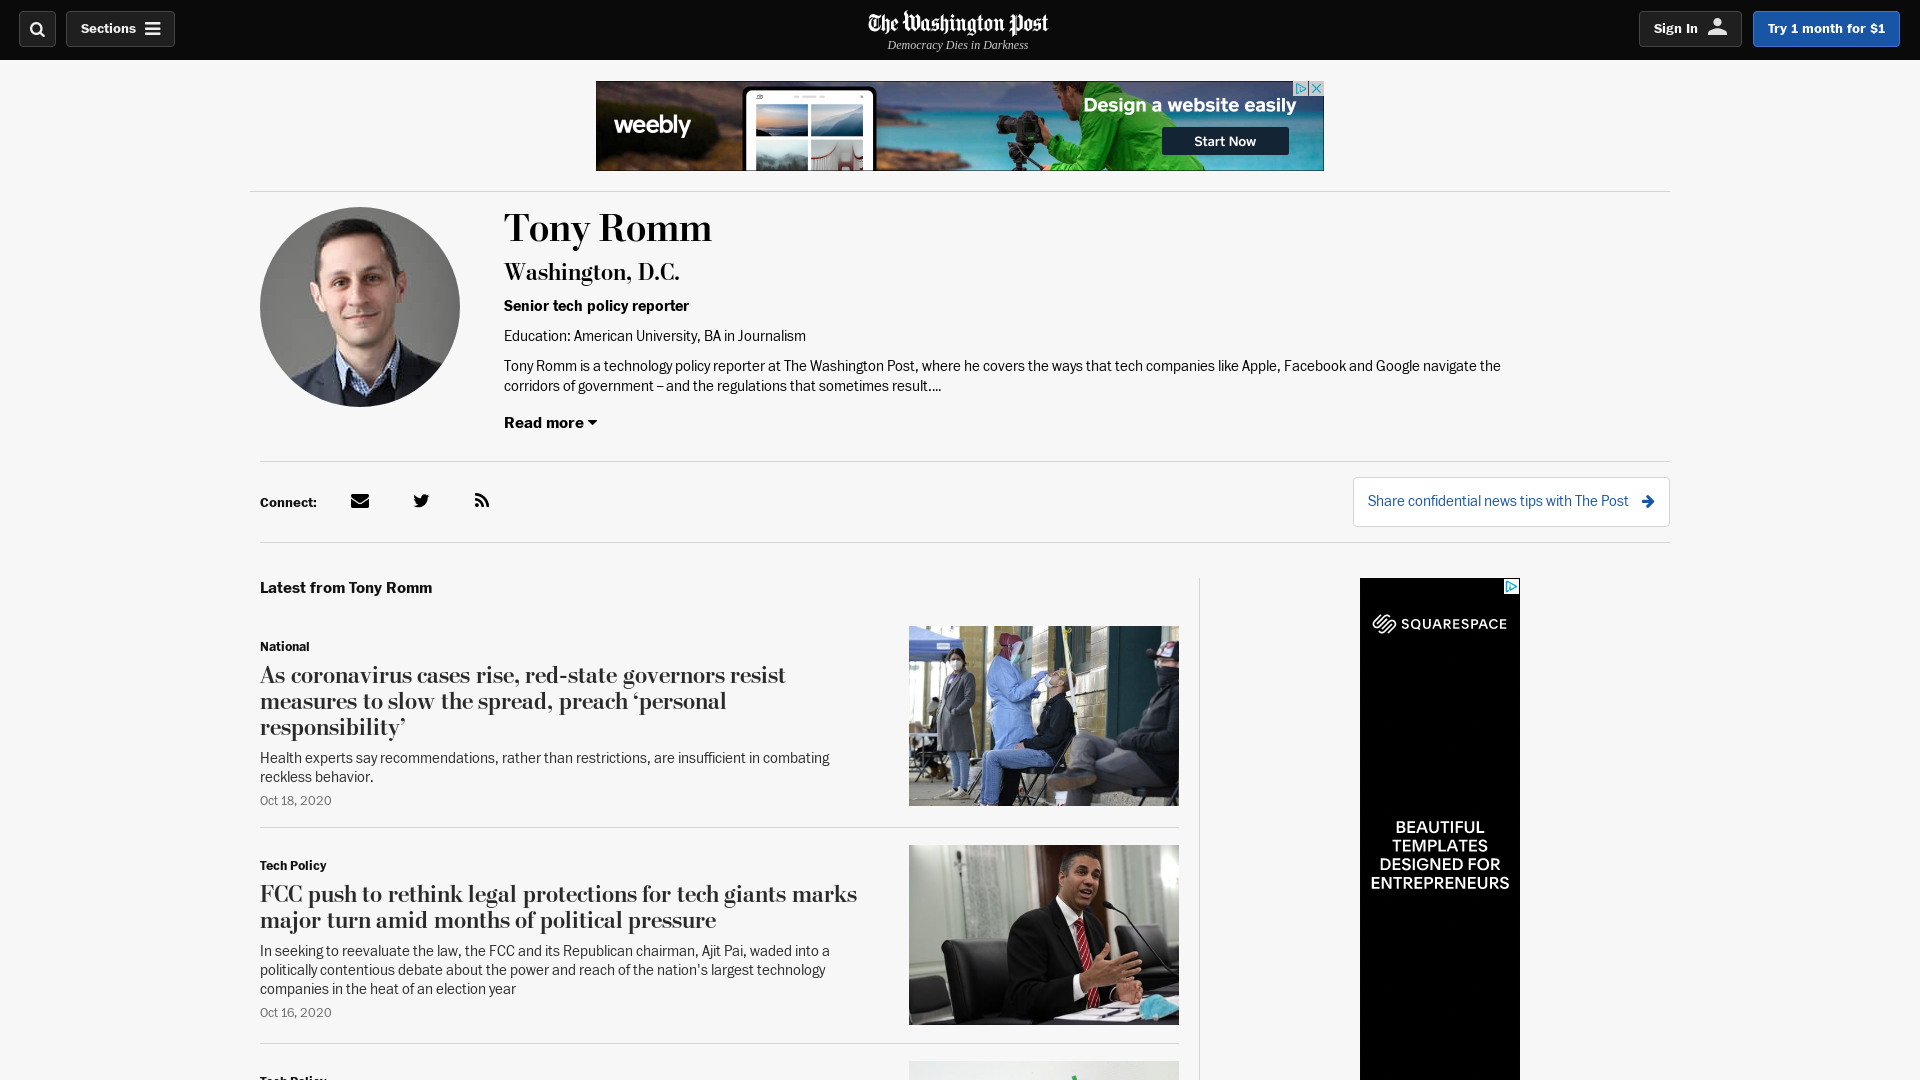 Sections
The Washington Post
Democracy Dies in Darkness
Sign In
Try 1 month for $1
weebly
Design a website easily
Start Now
Tony Romm
Washington, D.C.
Senior tech policy reporter
Education: American University, BA in Journalism
Tony Romm is a technology policy reporter at The Washington Post, where he covers the ways that tech companies like Apple, Facebook and Google navigate the
corridors of government – and the regulations that sometimes result....
Read more
Connect:
Share confidential news tips with The Post
Latest from Tony Romm
National
As coronavirus cases rise, red-state governors resist
measures to slow the spread, preach ‘personal
responsibility’
Health experts say recommendations, rather than restrictions, are insufficient in combating
reckless behavior.
Oct 18, 2020
Tech Policy
FCC push to rethink legal protections for tech giants marks
major turn amid months of political pressure
In seeking to reevaluate the law, the FCC and its Republican chairman, Ajit Pai, waded into a
politically contentious debate about the power and reach of the nation's largest technology
companies in the heat of an election year
Oct 16, 2020
Tech Policy
SQUARESPACE
BEAUTIFUL
TEMPLATES
DESIGNED FOR
ENTREPRENEURS